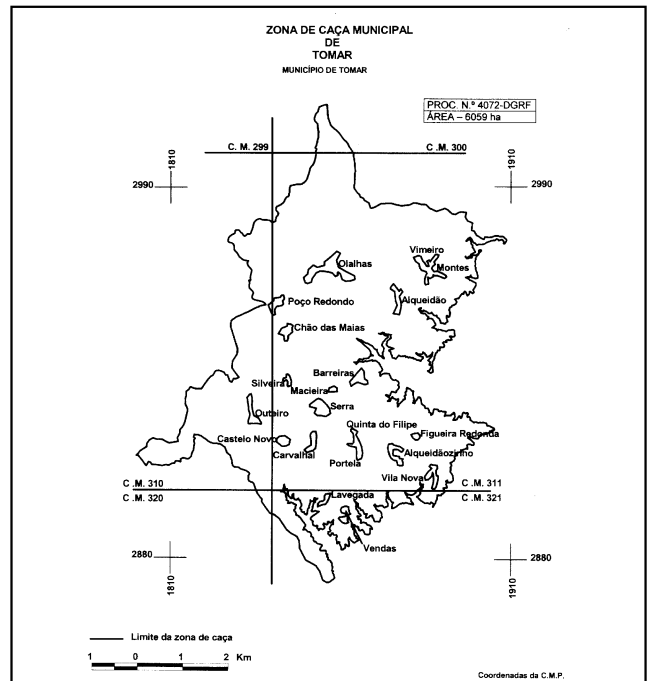 ZONA DE CAÇA MUNICIPAL
DE
TOMAR
MUNICÍPIO DE TOMAR
PROC. N.º 4072-DGRF
ÁREA – 6059 ha
C. M. 299
C .M. 300
1810
1910
2990
2990
Vimeiro
Olalhas
Montes
Poço Redondo
Alqueidão
Chão das Maias
Barreiras
Silveira
Macieira
Serra
Outeiro
Quinta do Filipe
Castelo Novo
Figueira Redonda
Carvalhal
Alqueidãozinho
Portela
Vila Nova
C .M. 310
C .M. 311
C .M. 320
C .M. 321
Lavegada
Vendas
2880
2880
1810
1910
Limite da zona de caça
1 0 1 2 Km
Coordenadas da C.M.P.